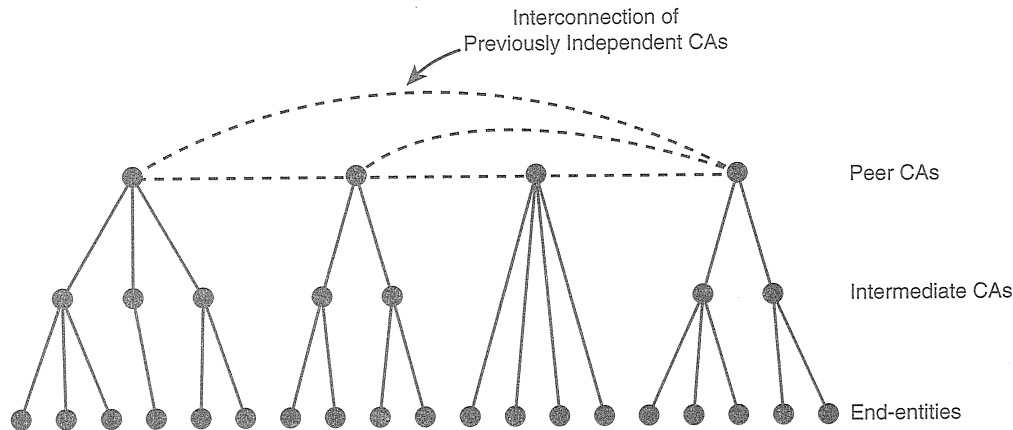 Interconnection of
Previously Independent CAs
Peer CAs
Intermediate CAs
End-entities